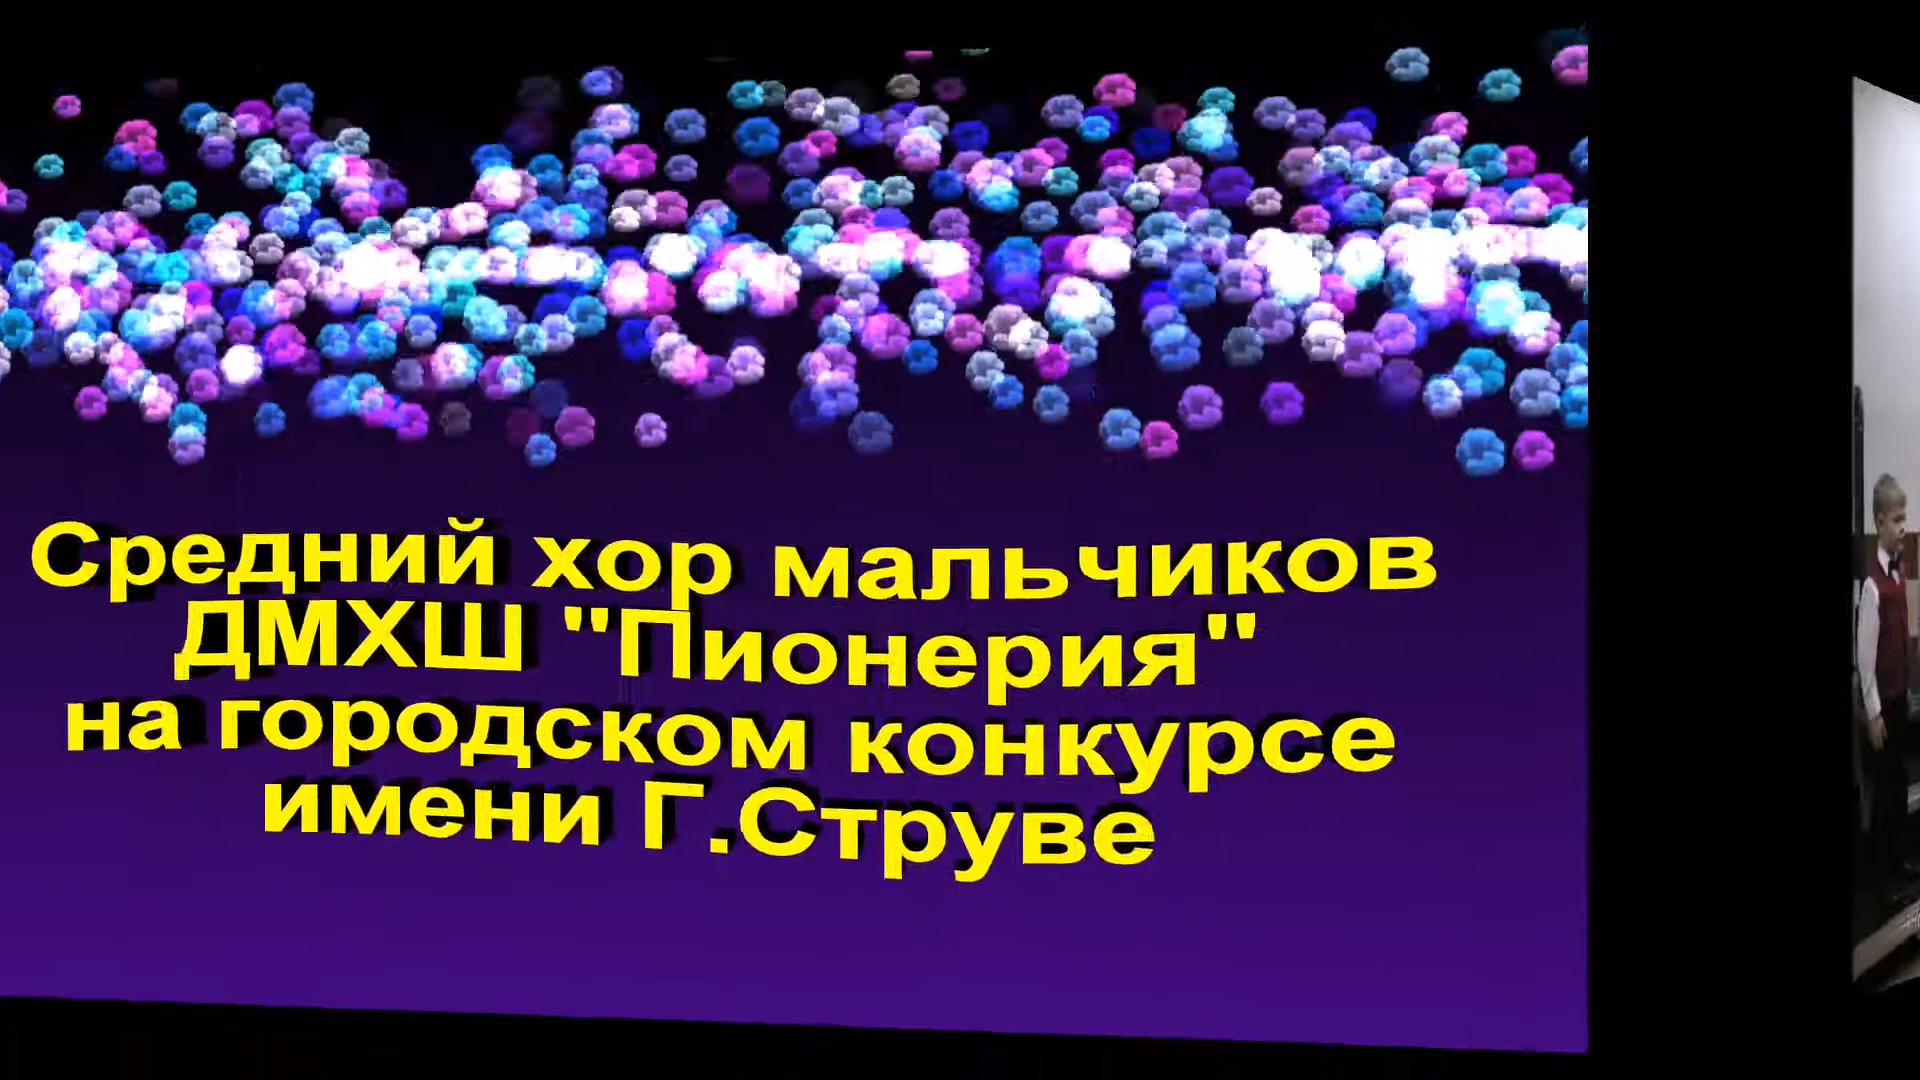 Средний хор мальчиков
ДМХШ "Пионерия"
на городском конкурсе
имени Г.Струве